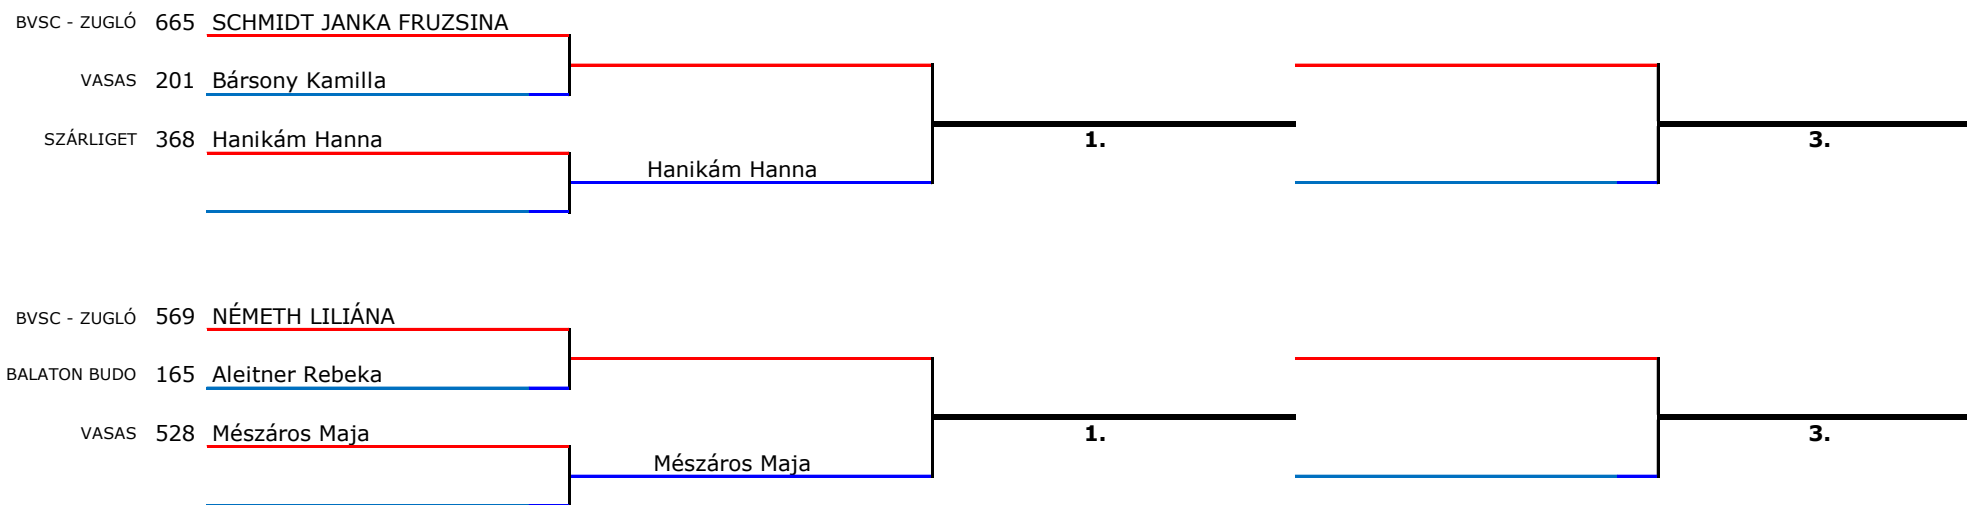 BVSC - ZUGLÓ 665 SCHMIDT JANKA FRUZSINA
VASAS 201 Bársony Kamilla
SZÁRLIGET 368 Hanikám Hanna 1. 3.
Hanikám Hanna
BVSC - ZUGLÓ 569 NÉMETH LILIÁNA
BALATON BUDO 165 Aleitner Rebeka
VASAS 528 Mészáros Maja 1. 3.
Mészáros Maja